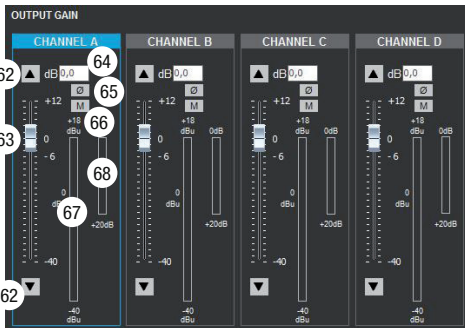 OUTPUT GAIN
CHANNEL A CHANNEL B CHANNEL C CHANNEL D
62 ▲ dB 0,0 64 ▲ dB 0,0 ▲ dB 0,0 ▲ dB 0,0
Ø 65 Ø Ø Ø
+12 M +12 M +12 M +12 M
66
+18 +18 +18 +18
dBu 0dB dBu 0dB dBu 0dB dBu 0dB
63 0 0 0 0
- 6 - 6 - 6 - 6
68
0 0 0 0
dBu dBu dBu dBu
67
+20dB +20dB +20dB +20dB
-40 -40 -40 -40
62 ▼ ▼ ▼ ▼
-40 -40 -40 -40
dBu dBu dBu dBu